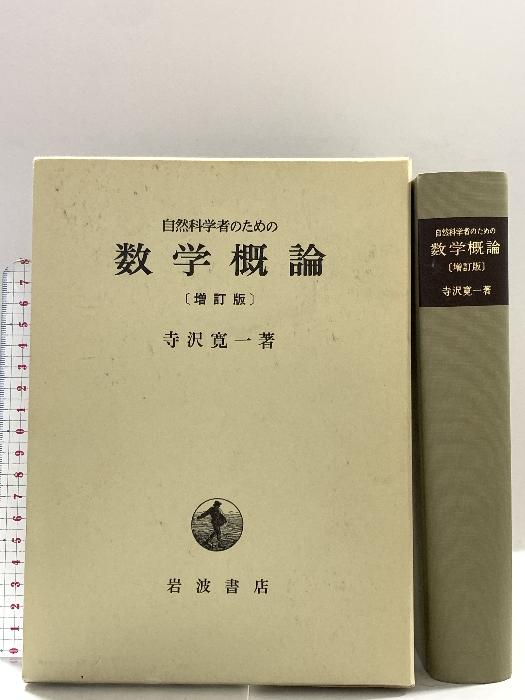 自然科学者のための
数学概論
〔増訂版〕
寺沢寛一著
岩波書店
自然科学者のための
数学概論
〔増訂版〕
寺沢寛一著